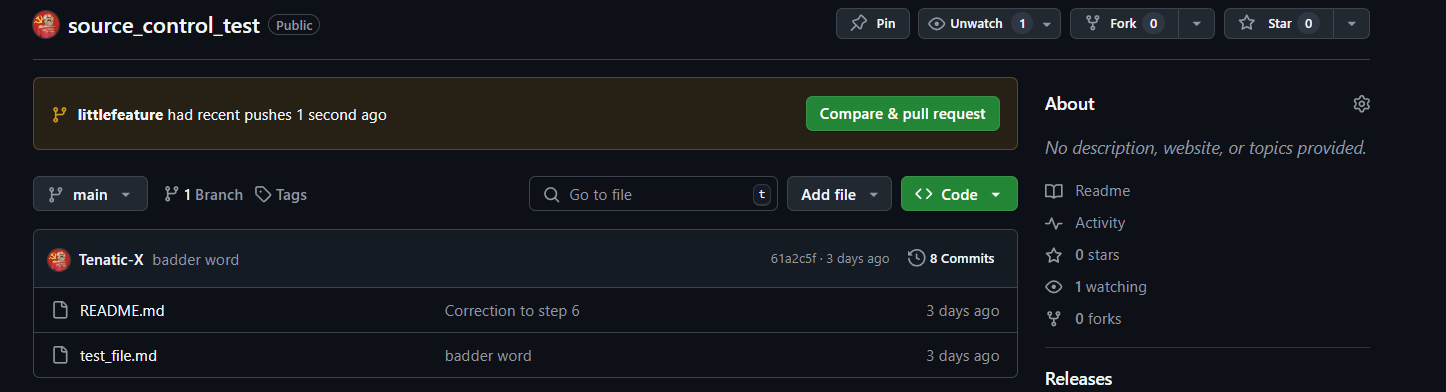 source_control_test Public Pin Unwatch 1 Fork 0 Star 0
littlefeature had recent pushes 1 second ago Compare & pull request
main 1 Branch Tags Go to file t Add file Code
Tenatic-X badder word 61a2c5f · 3 days ago 8 Commits
README.md Correction to step 6 3 days ago
test_file.md badder word 3 days ago
About
No description, website, or topics provided.
Readme
Activity
0 stars
1 watching
0 forks
Releases